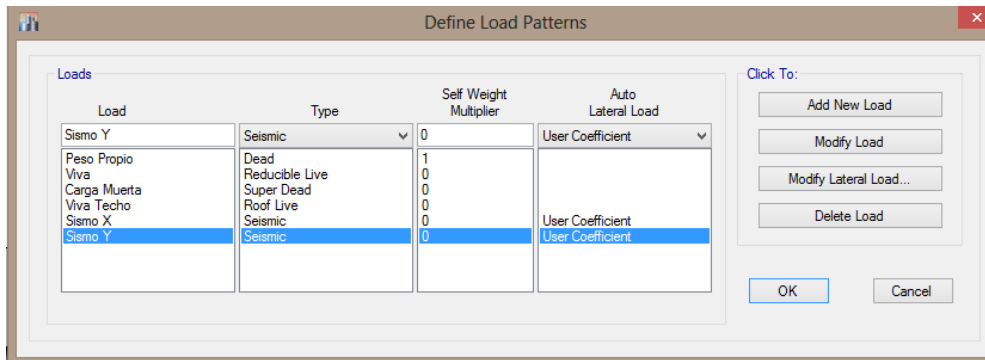 Define Load Patterns
Loads
Click To:
Load Type Self Weight Multiplier Auto Lateral Load
Sismo Y Seismic 0 User Coefficient
Peso Propio Dead 1
Viva Reducible Live 0
Carga Muerta Super Dead 0
Viva Techo Roof Live 0
Sismo X Seismic 0 User Coefficient
Sismo Y Seismic 0 User Coefficient
Add New Load
Modify Load
Modify Lateral Load...
Delete Load
OK Cancel